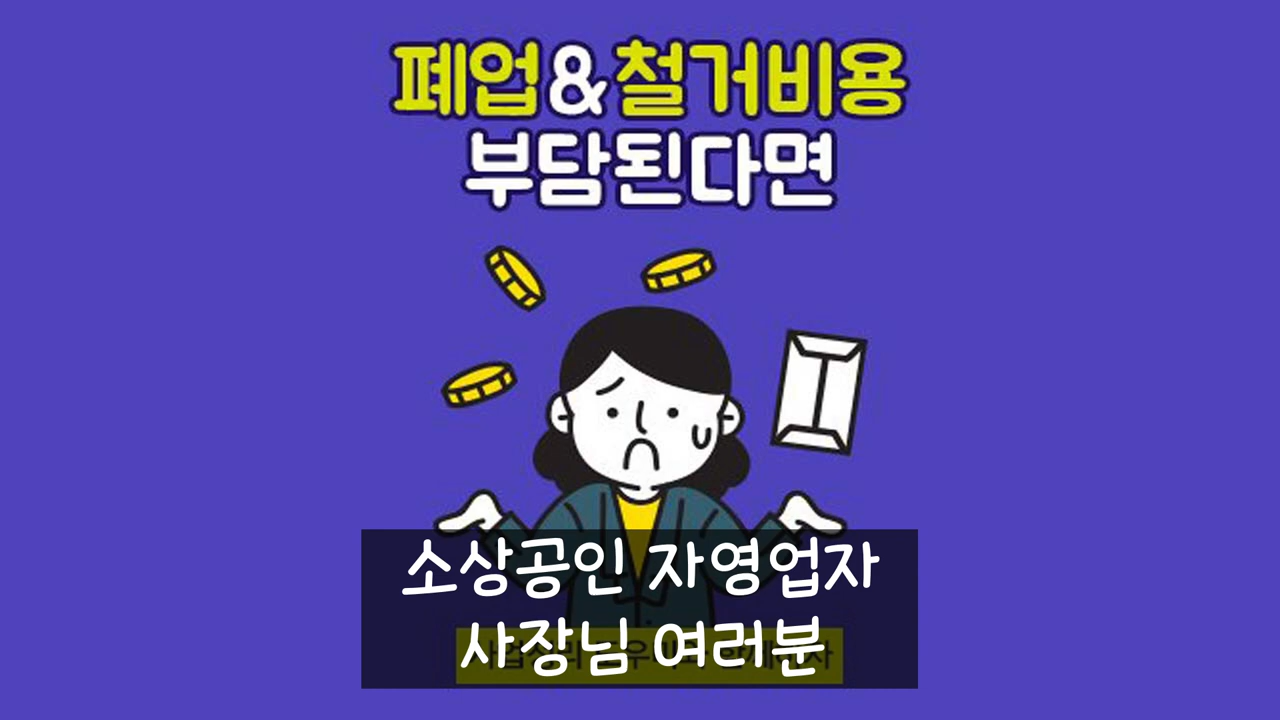 폐업&철거비용
부담된다면
소상공인 자영업자
사장님 여러분